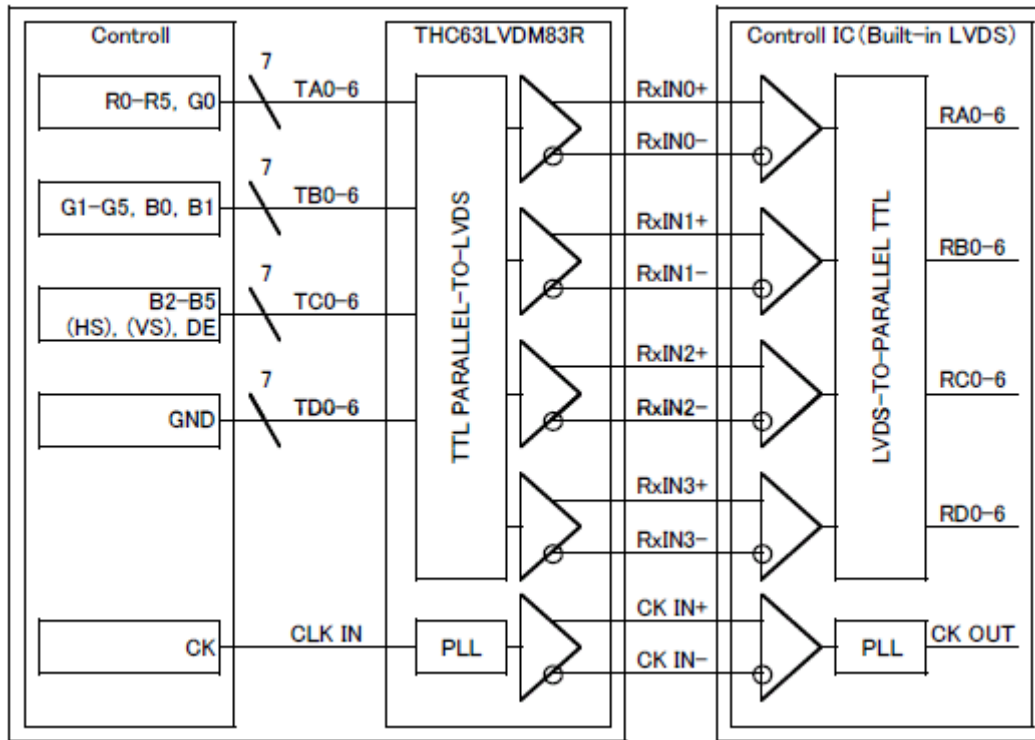 Controll
THC63LVDM83R
Controll IC(Built-in LVDS)
R0-R5, G0
7
TA0-6
RxIN0+
RxIN0-
RA0-6
G1-G5, B0, B1
7
TB0-6
RxIN1+
RxIN1-
RB0-6
B2-B5
(HS), (VS), DE
7
TC0-6
RxIN2+
RxIN2-
RC0-6
GND
7
TD0-6
RxIN3+
RxIN3-
RD0-6
TTL PARALLEL-TO-LVDS
LVDS-TO-PARALLEL TTL
CK
CLK IN
PLL
CK IN+
CK IN-
PLL
CK OUT